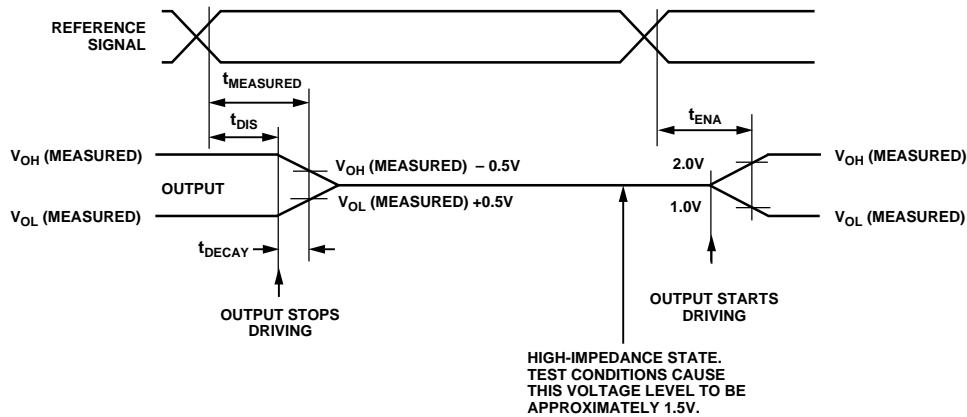 REFERENCE
SIGNAL
tMEASURED
tDIS
tENA
VOH (MEASURED)
VOH (MEASURED) – 0.5V
2.0V
VOH (MEASURED)
OUTPUT
VOL (MEASURED)
VOL (MEASURED) +0.5V
1.0V
VOL (MEASURED)
tDECAY
OUTPUT STOPS
DRIVING
OUTPUT STARTS
DRIVING
HIGH-IMPEDANCE STATE.
TEST CONDITIONS CAUSE
THIS VOLTAGE LEVEL TO BE
APPROXIMATELY 1.5V.